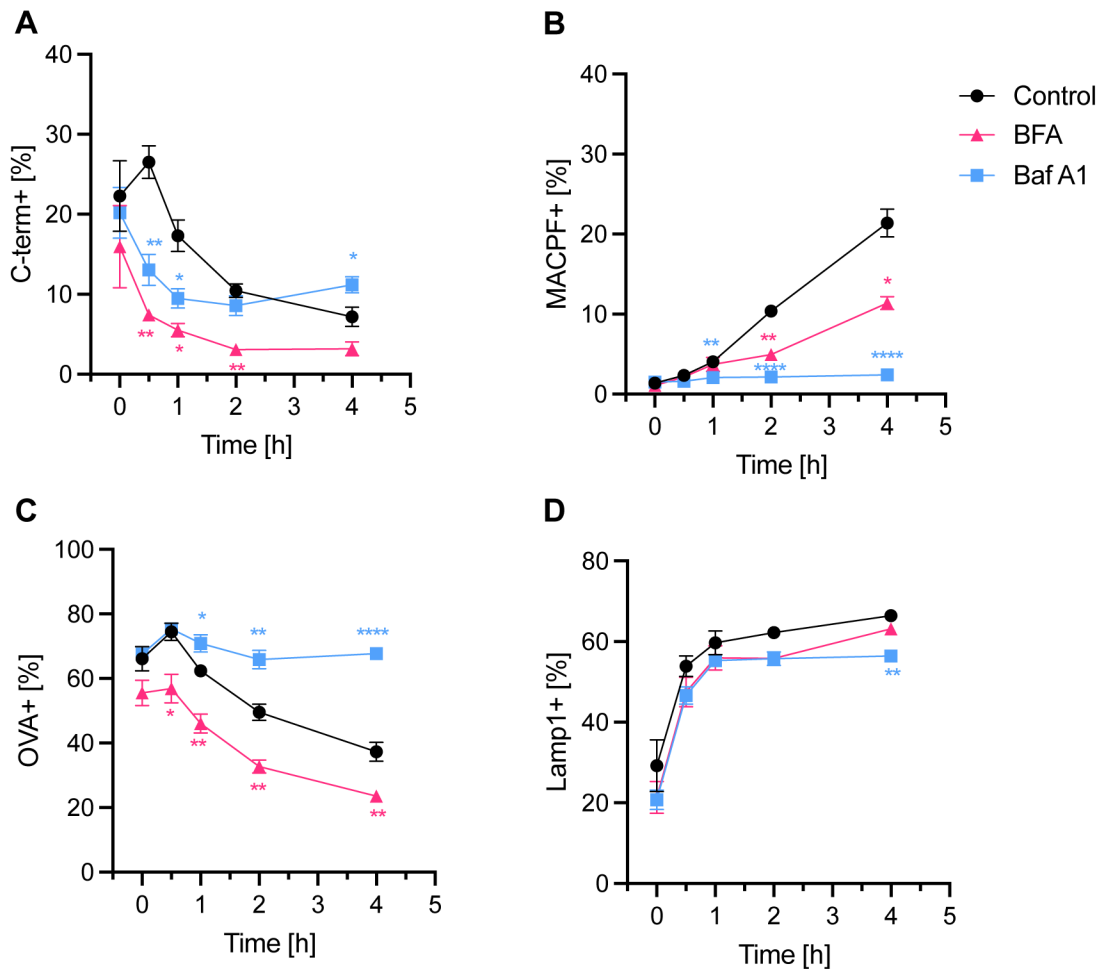 A
C-term+ [%]
40
30
20
10
0
**
*
*
**
*
**
0 1 2 3 4 5
Time [h]
B
MACPF+ [%]
40
30
20
10
0
**
**
****
*
****
0 1 2 3 4 5
Time [h]
Control
BFA
Baf A1
C
OVA+ [%]
100
80
60
40
20
0
*
**
****
*
**
**
**
0 1 2 3 4 5
Time [h]
D
Lamp1+ [%]
80
60
40
20
0
**
0 1 2 3 4 5
Time [h]